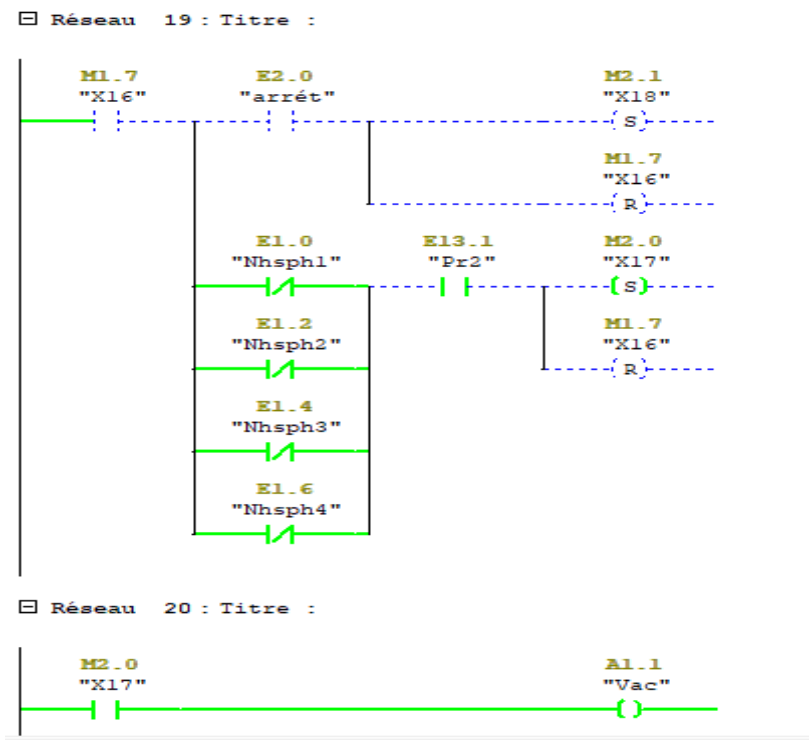 Réseau 19 : Titre :
M1.7 E2.0 M2.1
"X16" "arrét" "X18"
S
M1.7
"X16"
R
E1.0 E13.1 M2.0
"Nhsph1" "Pr2" "X17"
S
E1.2 M1.7
"Nhsph2" "X16"
R
E1.4
"Nhsph3"
E1.6
"Nhsph4"
Réseau 20 : Titre :
M2.0 A1.1
"X17" "Vac"